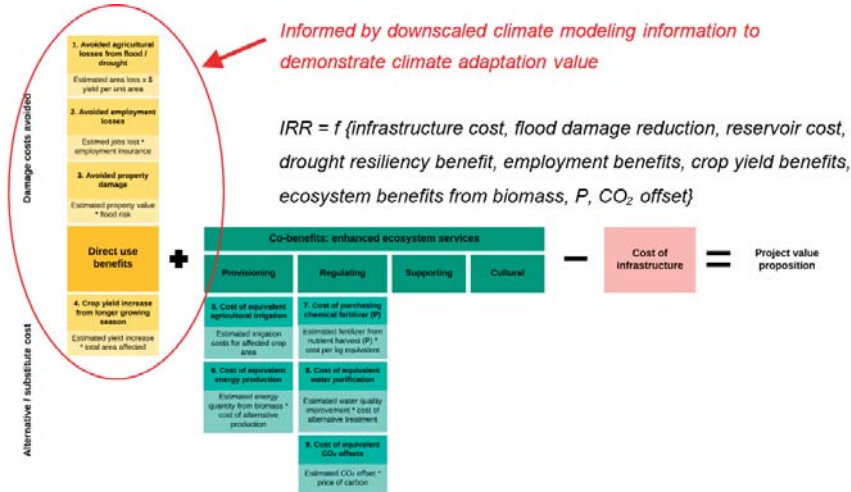 Informed by downscaled climate modeling information to
demonstrate climate adaptation value
IRR = f {infrastructure cost, flood damage reduction, reservoir cost,
drought resiliency benefit, employment benefits, crop yield benefits,
ecosystem benefits from biomass, P, CO₂ offset}
Damage costs avoided
1. Avoided agricultural
losses from flood /
drought
Estimated area loss x $
yield per unit area
2. Avoided employment
losses
Estimed jobs lost *
employment insurance
3. Avoided property
damage
Estimated property value
* flood risk
Direct use
benefits
+
Co-benefits: enhanced ecosystem services
Provisioning
Regulating
Supporting
Cultural
−
Cost of
infrastructure
=
Project value
proposition
Alternative / substitute cost
4. Crop yield increase
from longer growing
season
Estimated yield increase
* total area affected
5. Cost of equivalent
agricultural irrigation
Estimated irrigation
costs for affected crop
area
6. Cost of equivalent
energy production
Estimated energy
quantity from biomass *
cost of alternative
production
7. Cost of purchasing
chemical fertilizer (P)
Estimated fertilizer from
nutrient harvest (P) *
cost per kg equivalent
8. Cost of equivalent
water purification
Estimated water quality
improvement * cost of
alternative treatment
9. Cost of equivalent
CO₂ offsets
Estimated CO₂ offset *
price of carbon